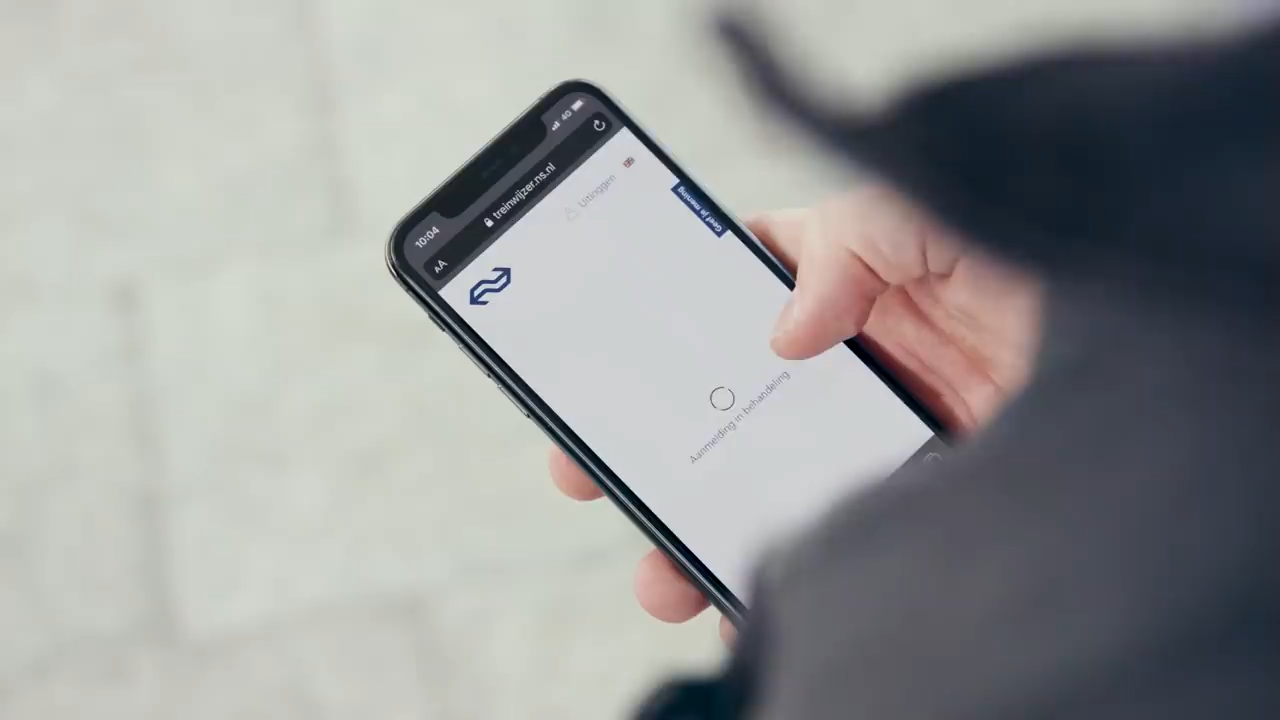 10:04
4G
AA
treinwijzer.ns.nl
Uitloggen
Geef je mening
Aanmelding in behandeling